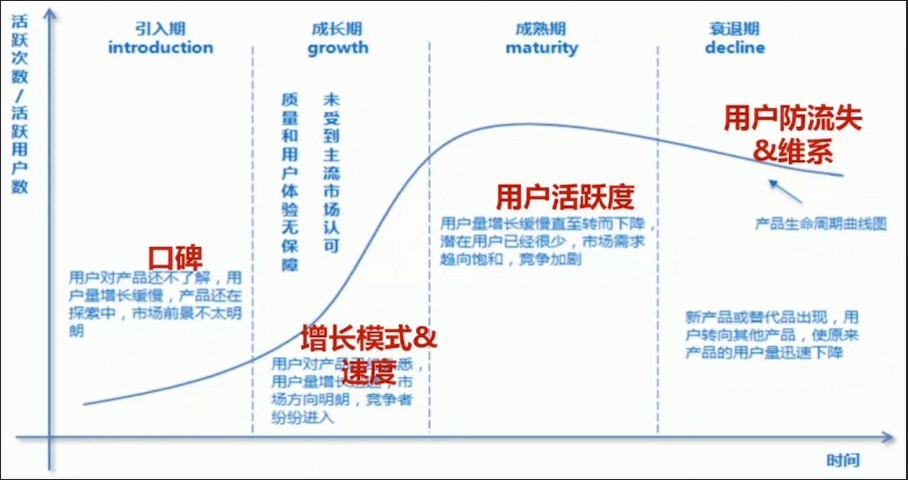 活跃次数/活跃用户数
引入期
introduction
成长期
growth
成熟期
maturity
衰退期
decline
未受到主流市场认可
质量和用户体验无保障
用户防流失
&维系
用户活跃度
用户量增长缓慢直至转而下降，
潜在用户已经很少，市场需求
趋向饱和，竞争加剧
产品生命周期曲线图
口碑
用户对产品还不了解，用
户量增长缓慢，产品还在
探索中，市场前景不太明
朗
增长模式&
速度
用户对产品
悉，
用户量增长
，市
场方向明朗，竞争者
纷纷进入
新产品或替代品出现，用
户转向其他产品，使原来
产品的用户量迅速下降
时间